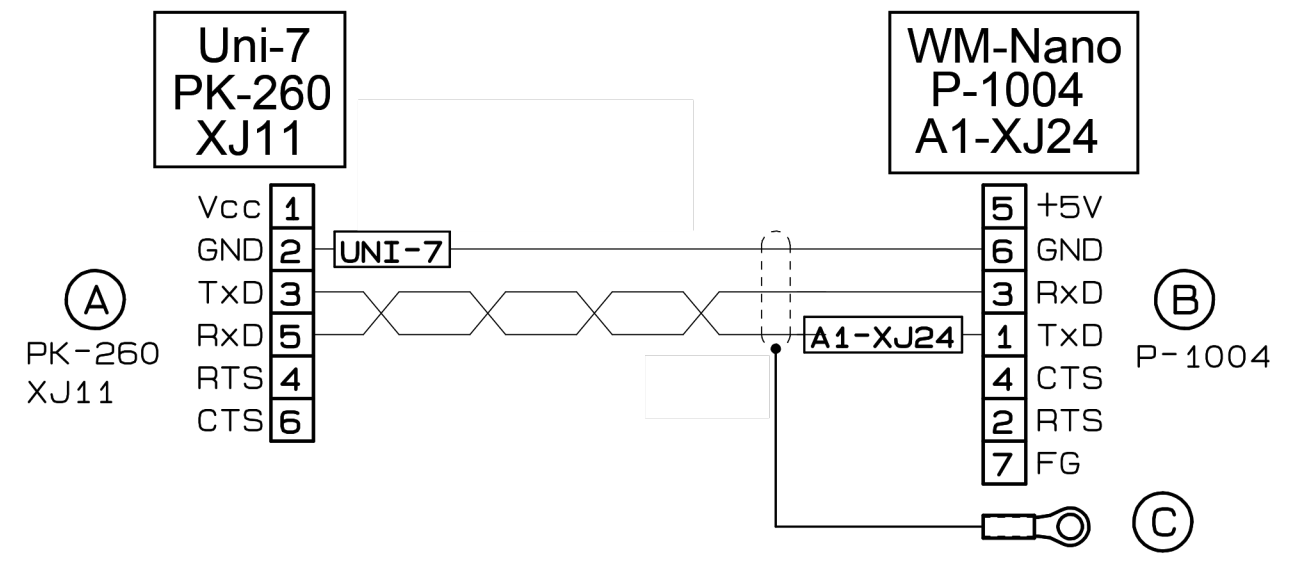 Uni-7
PK-260
XJ11
WM-Nano
P-1004
A1-XJ24
Vcc 1
5 +5V
GND 2 UNI-7
6 GND
TxD 3
3 RxD
RxD 5 A1-XJ24
1 TxD
RTS 4
4 CTS
CTS 6
2 RTS
7 FG
A
PK-260
XJ11
B
P-1004
C